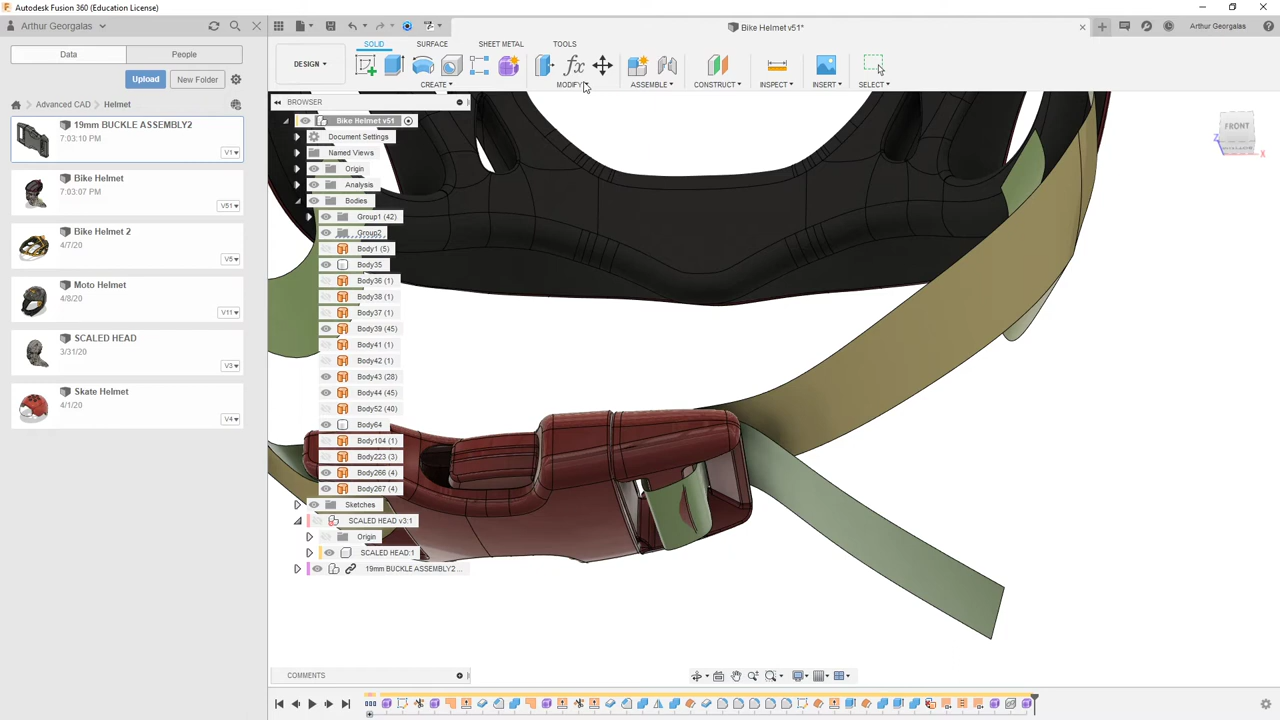 Autodesk Fusion 360 (Education License)
Arthur Georgalas
Bike Helmet v51*
Arthur Georgalas
Data
People
Upload
New Folder
Advanced CAD
Helmet
19mm BUCKLE ASSEMBLY2
7:03:10 PM
V1
Bike Helmet
7:03:07 PM
V51
Bike Helmet 2
4/7/20
V5
Moto Helmet
4/8/20
V11
SCALED HEAD
3/31/20
V3
Skate Helmet
4/1/20
V4
DESIGN
SOLID
SURFACE
SHEET METAL
TOOLS
CREATE
MODIFY
ASSEMBLE
CONSTRUCT
INSPECT
INSERT
SELECT
BROWSER
Bike Helmet v51
Document Settings
Named Views
Origin
Analysis
Bodies
Group1 (42)
Group2
Body1 (5)
Body35
Body36 (1)
Body38 (1)
Body37 (1)
Body39 (45)
Body41 (1)
Body42 (1)
Body43 (28)
Body44 (45)
Body52 (40)
Body64
Body104 (1)
Body223 (3)
Body266 (4)
Body267 (4)
Sketches
SCALED HEAD v3:1
Origin
SCALED HEAD:1
19mm BUCKLE ASSEMBLY2 ...
FRONT
Z
X
COMMENTS